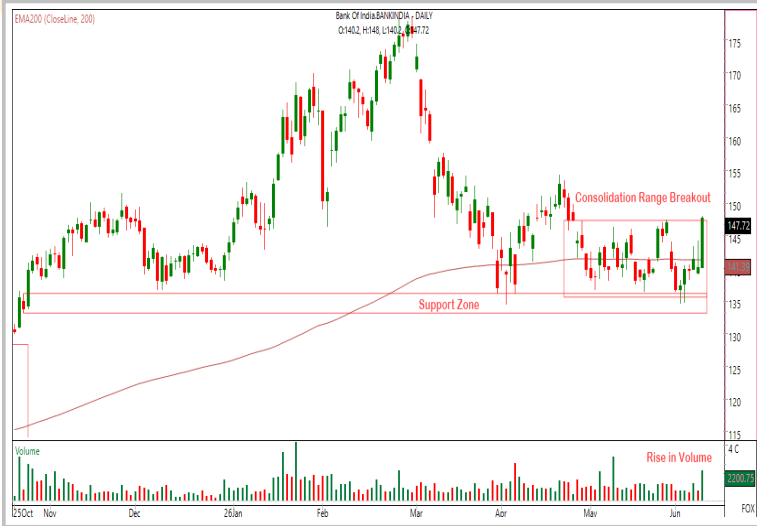 EMA200 (CloseLine, 200)
Bank Of India.BANKINDIA - DAILY
O:140.2, H:148, L:140.2, C:147.72
175
170
165
160
155
Consolidation Range Breakout
150
147.72
145
140
Support Zone
135
130
125
120
115
Volume
4 C
Rise in Volume
2200.75
25Oct Nov Dec 26Jan Feb Mar Apr May Jun
FOX